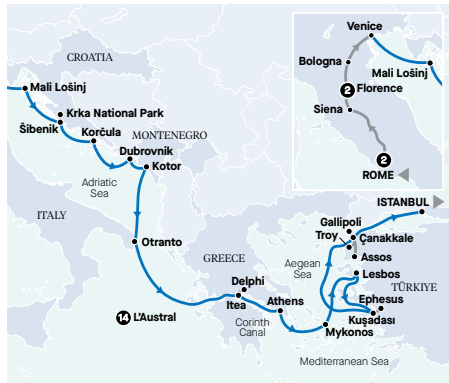 CROATIA
Mali Lošinj
Krka National Park
Šibenik
Korčula
MONTENEGRO
Dubrovnik
Kotor
Adriatic
Sea
ITALY
Otranto
GREECE
Delphi
Itea
Athens
14 L'Austral
Corinth
Canal
Mykonos
Mediterranean Sea
Venice
Bologna
Mali Lošinj
2 Florence
Siena
2
ROME
ISTANBUL
Gallipoli
Troy
Çanakkale
Assos
Aegean
Sea
Lesbos
TÜRKIYE
Ephesus
Kuşadası